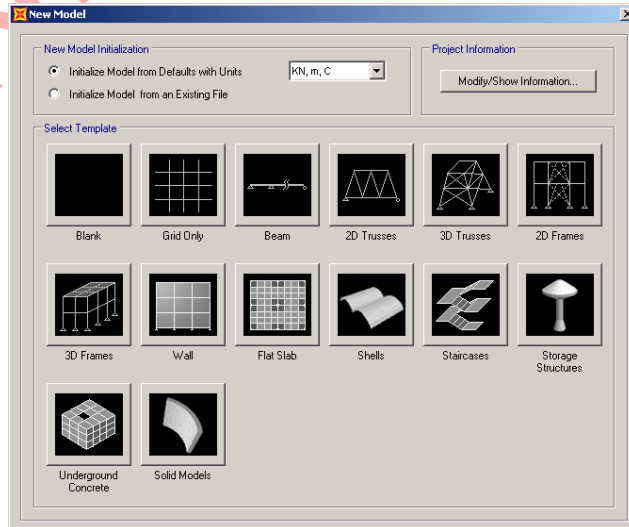 New Model
New Model Initialization
Initialize Model from Defaults with Units
KN, m, C
Initialize Model from an Existing File
Project Information
Modify/Show Information...
Select Template
Blank
Grid Only
Beam
2D Trusses
3D Trusses
2D Frames
3D Frames
Wall
Flat Slab
Shells
Staircases
Storage
Structures
Underground
Concrete
Solid Models